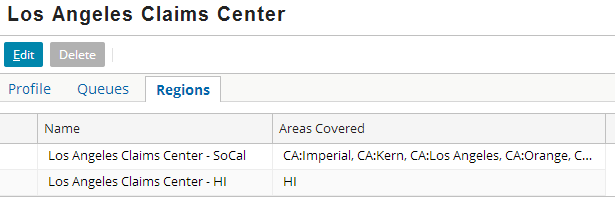 Los Angeles Claims Center
Edit Delete
Profile Queues Regions
Name Areas Covered
Los Angeles Claims Center - SoCal CA:Imperial, CA:Kern, CA:Los Angeles, CA:Orange, C...
Los Angeles Claims Center - HI HI